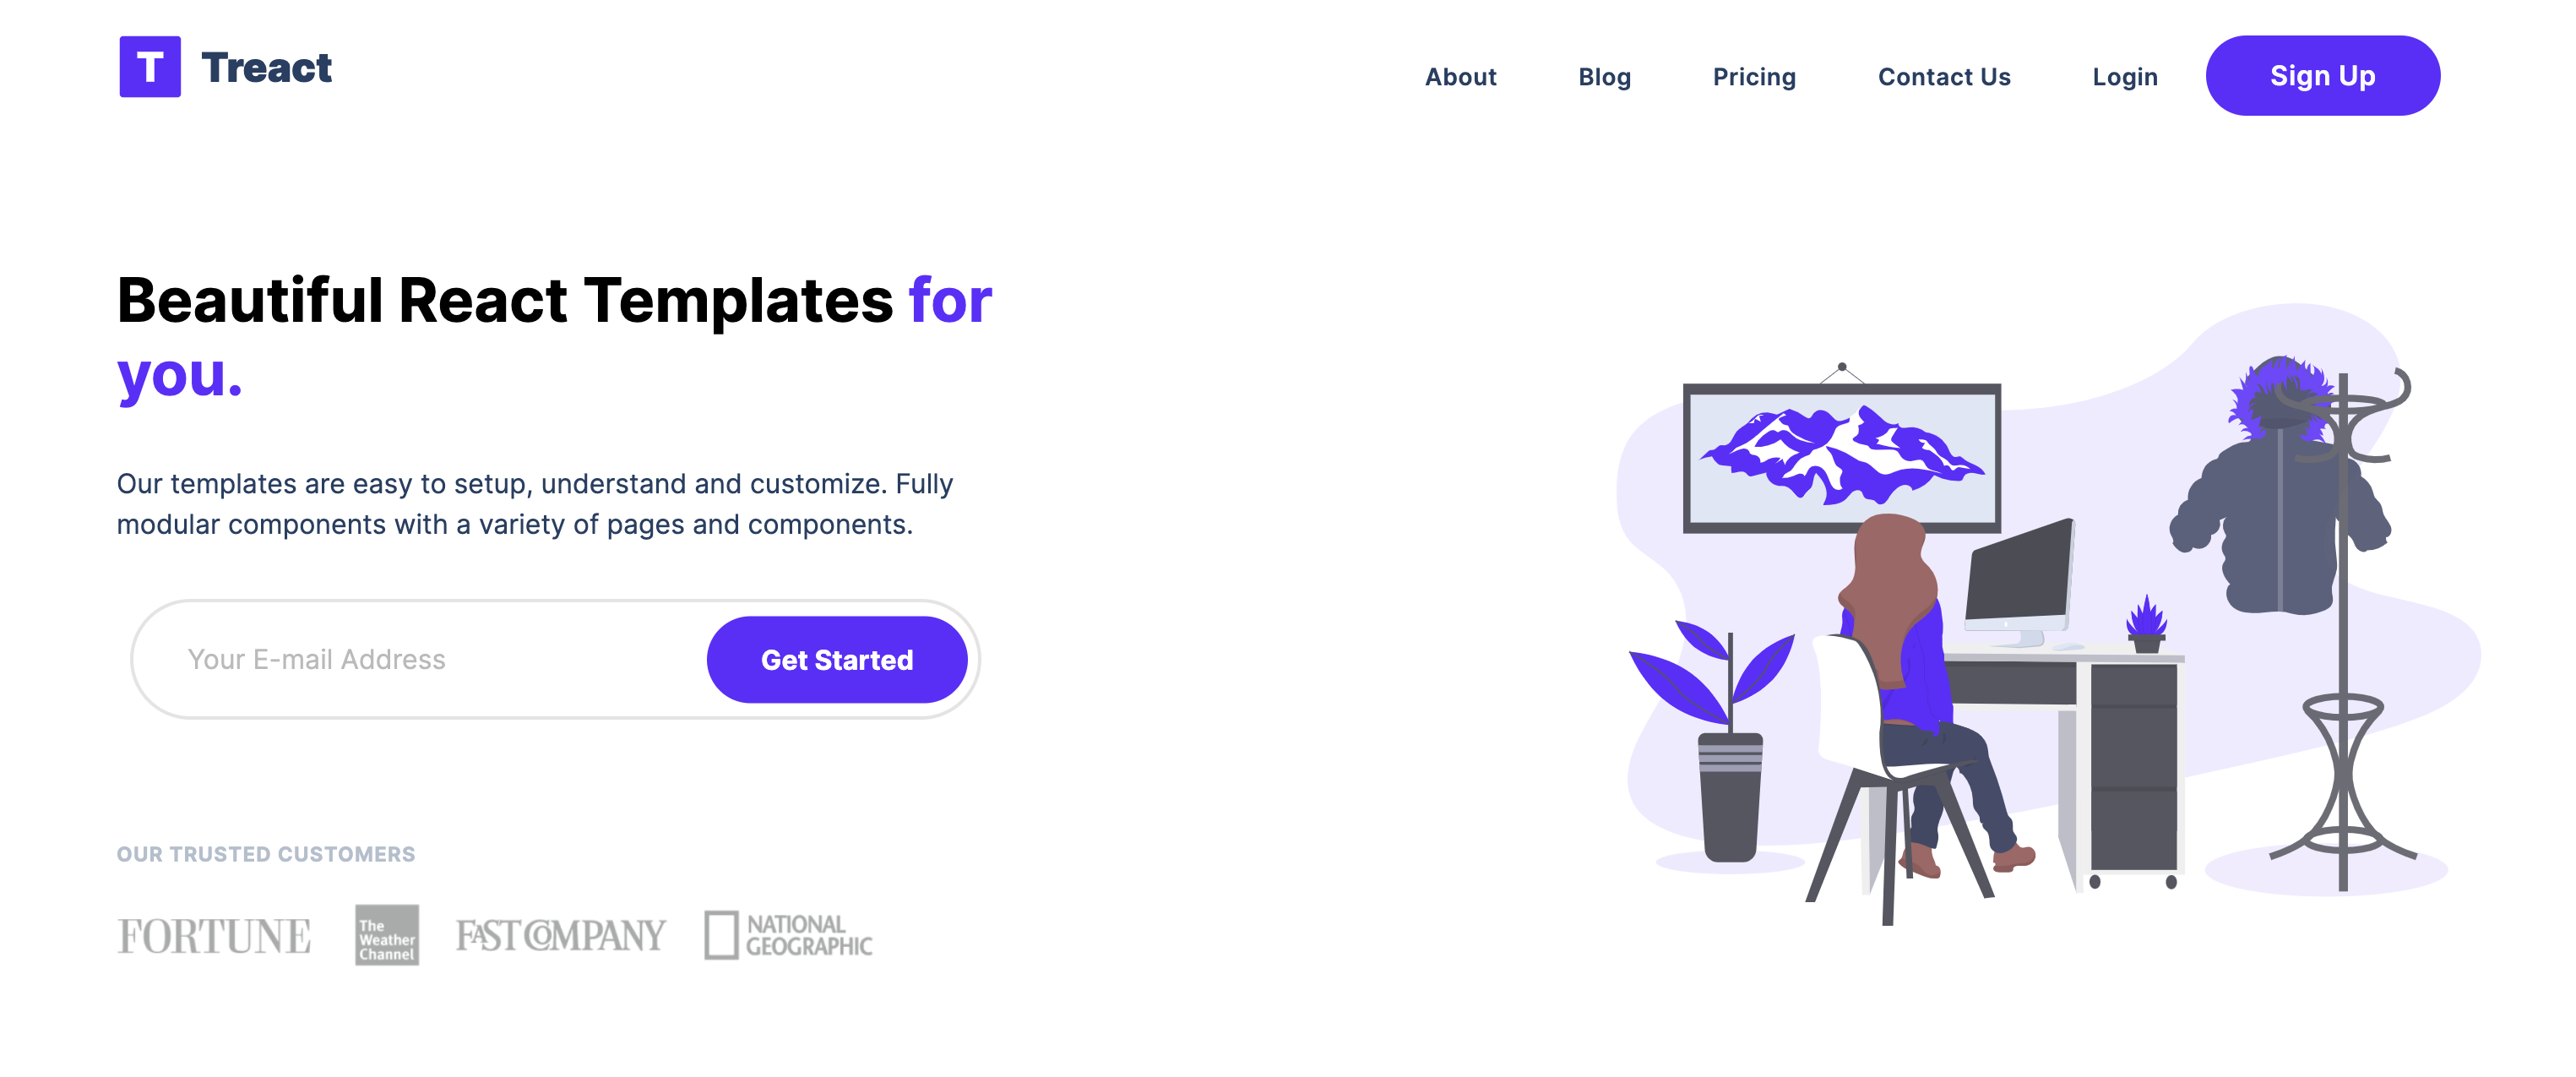 T Treact
About Blog Pricing Contact Us Login Sign Up
Beautiful React Templates for
you.
Our templates are easy to setup, understand and customize. Fully
modular components with a variety of pages and components.
Your E-mail Address Get Started
OUR TRUSTED CUSTOMERS
FORTUNE
The
Weather
Channel
FAST COMPANY
NATIONAL
GEOGRAPHIC